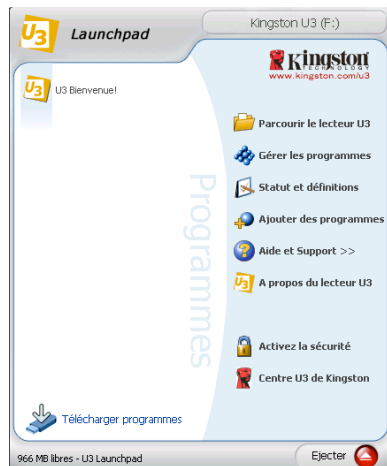 U3 Launchpad
Kingston U3 (F:)
Kingston
TECHNOLOGY
www.kingston.com/u3
U3 U3 Bienvenue!
Parcourir le lecteur U3
Gérer les programmes
Statut et définitions
Ajouter des programmes
? Aide et Support >>
U3 A propos du lecteur U3
Programmes
Activez la sécurité
Centre U3 de Kingston
Télécharger programmes
966 MB libres - U3 Launchpad
Ejecter